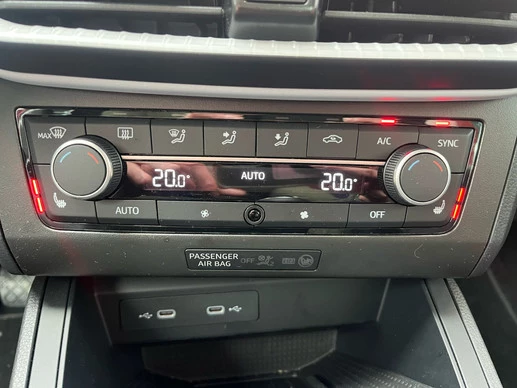 MAX
A/C
SYNC
20.0°
AUTO
20.0°
AUTO
OFF
PASSENGER
AIR BAG
OFF